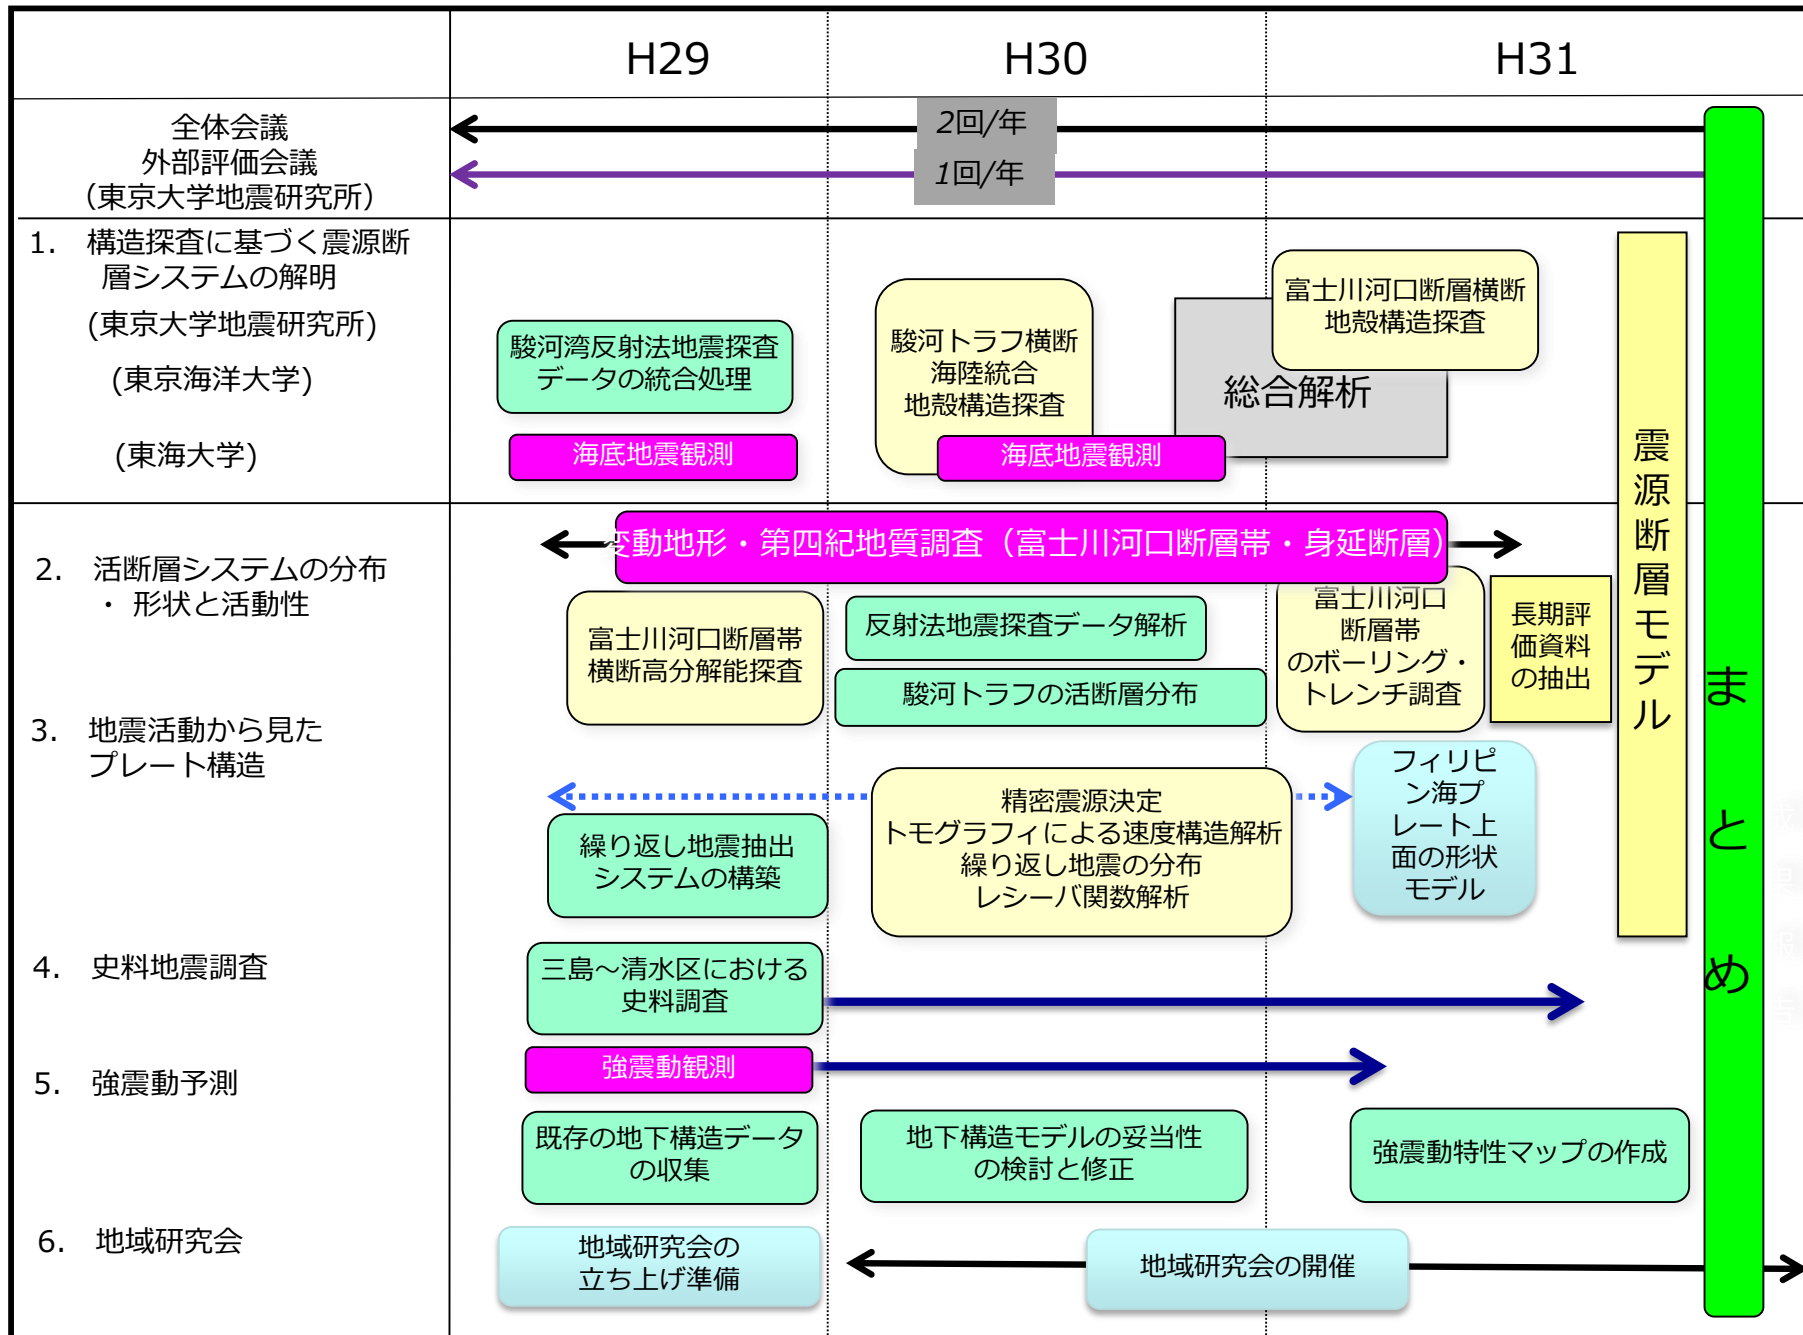 H29
H30
H31
全体会議
外部評価会議
（東京大学地震研究所）
2回/年
1回/年
1. 構造探査に基づく震源断
層システムの解明
(東京大学地震研究所)
(東京海洋大学)
(東海大学)
駿河湾反射法地震探査
データの統合処理
海底地震観測
駿河トラフ横断
海陸統合
地殻構造探査
海底地震観測
総合解析
富士川河口断層横断
地殻構造探査
震源断層モデル
まとめ
2. 活断層システムの分布
・ 形状と活動性
変動地形・第四紀地質調査（富士川河口断層帯・身延断層）
富士川河口断層帯
横断高分解能探査
反射法地震探査データ解析
駿河トラフの活断層分布
富士川河口
断層帯
のボーリング・
トレンチ調査
長期評
価資料
の抽出
3. 地震活動から見た
プレート構造
繰り返し地震抽出
システムの構築
精密震源決定
トモグラフィによる速度構造解析
繰り返し地震の分布
レシーバ関数解析
フィリピ
ン海プ
レート上
面の形状
モデル
4. 史料地震調査
三島～清水区における
史料調査
5. 強震動予測
強震動観測
既存の地下構造データ
の収集
地下構造モデルの妥当性
の検討と修正
強震動特性マップの作成
6. 地域研究会
地域研究会の
立ち上げ準備
地域研究会の開催